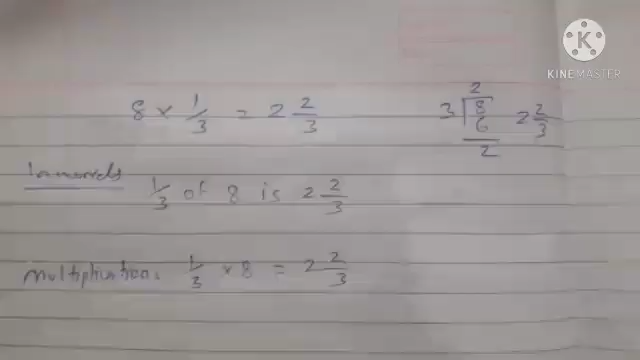 KINEMASTER
8 × 1/3 = 2 2/3
2
3 8 2 2/3
6
2
In words 1/3 of 8 is 2 2/3
multiplication: 1/3 × 8 = 2 2/3